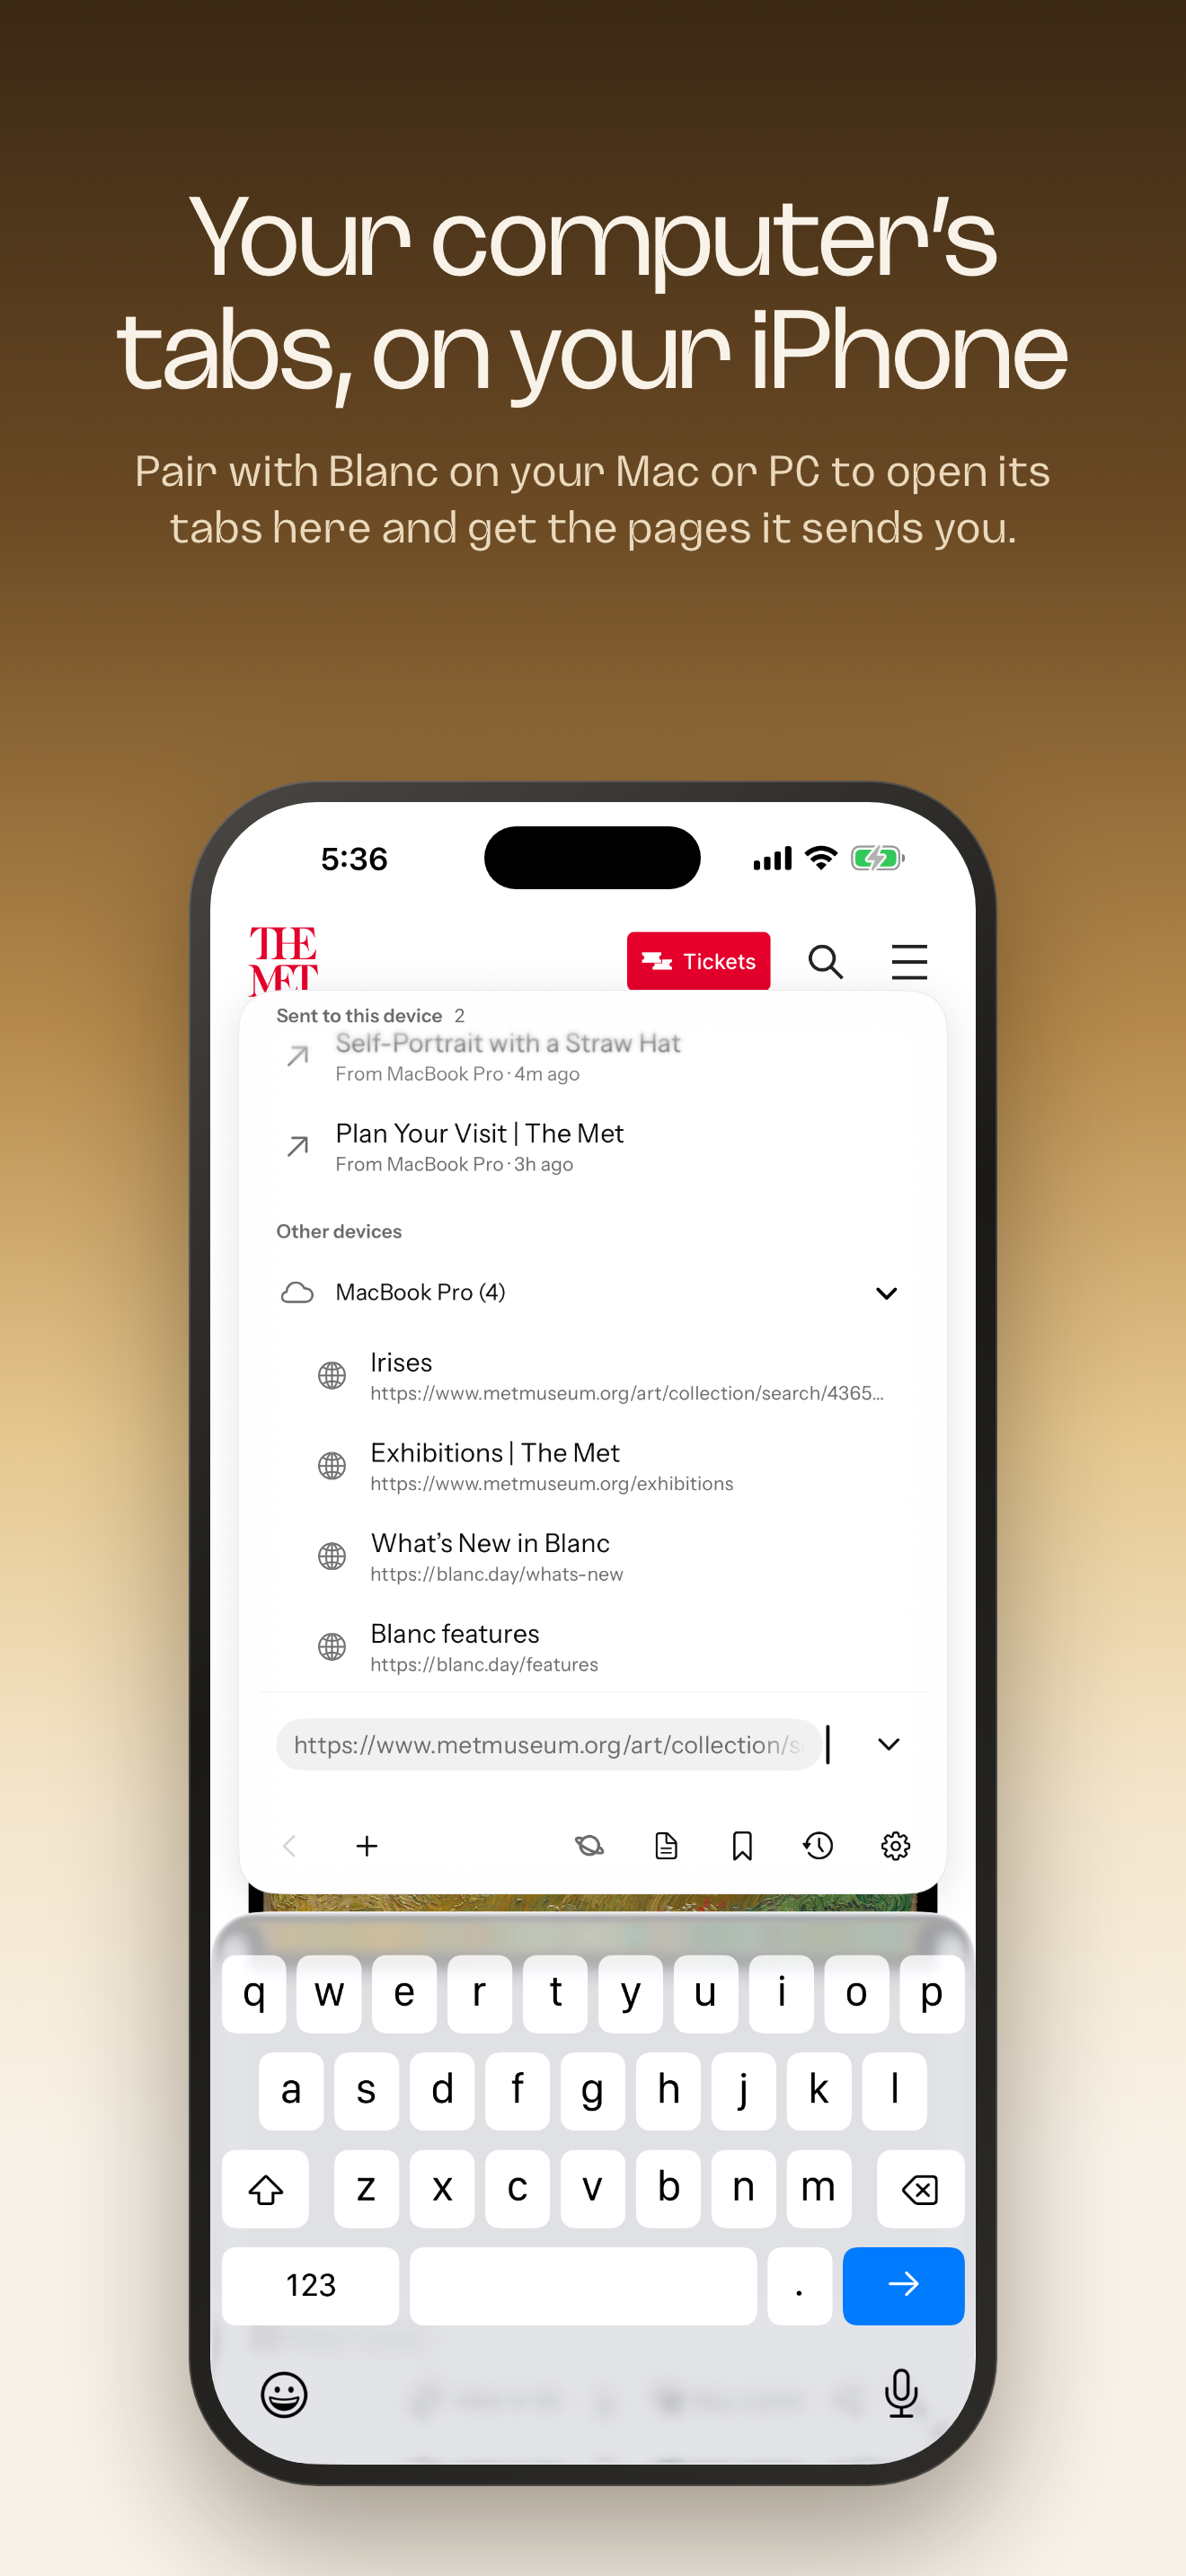 Your computer’s
tabs, on your iPhone
Pair with Blanc on your Mac or PC to open its
tabs here and get the pages it sends you.
5:36
THE
MET
Tickets
Sent to this device 2
Self-Portrait with a Straw Hat
From MacBook Pro · 4m ago
Plan Your Visit | The Met
From MacBook Pro · 3h ago
Other devices
MacBook Pro (4)
Irises
https://www.metmuseum.org/art/collection/search/4365...
Exhibitions | The Met
https://www.metmuseum.org/exhibitions
What’s New in Blanc
https://blanc.day/whats-new
Blanc features
https://blanc.day/features
https://www.metmuseum.org/art/collection/s
q w e r t y u i o p
a s d f g h j k l
z x c v b n m
123 .